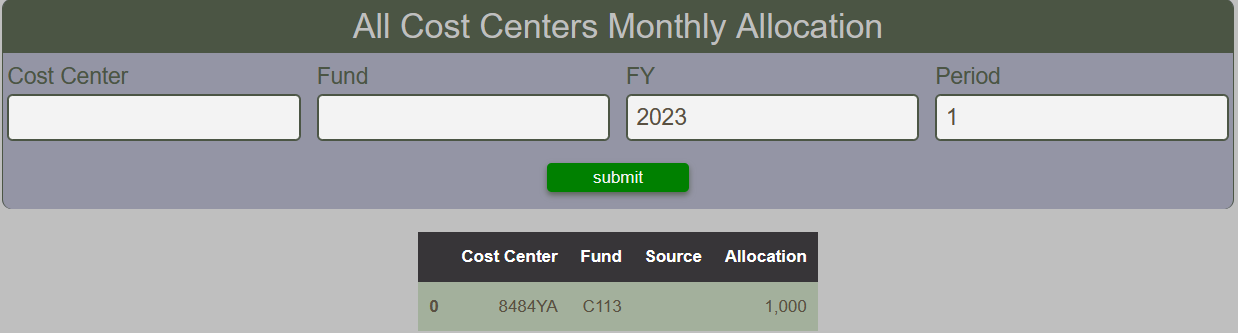 All Cost Centers Monthly Allocation
Cost Center Fund FY Period
2023 1
submit
Cost Center Fund Source Allocation
0 8484YA C113 1,000